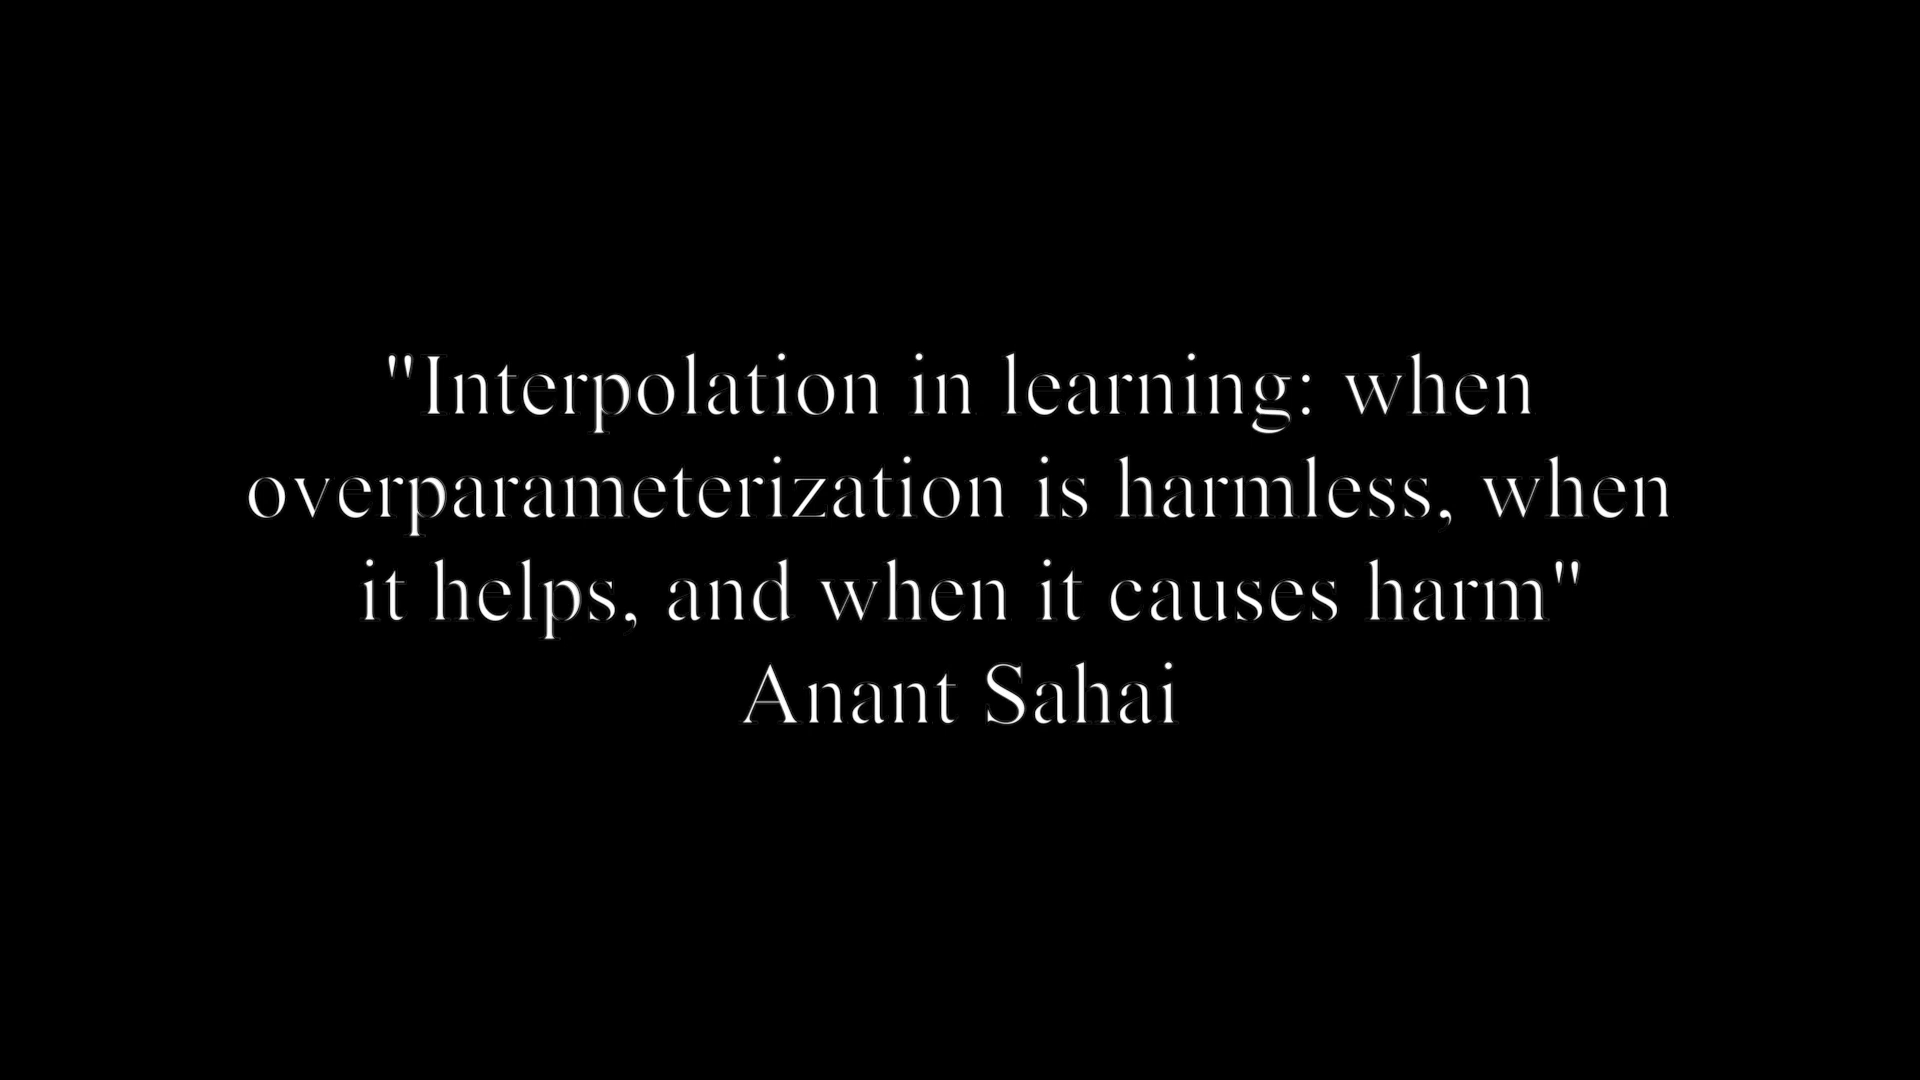 "Interpolation in learning: when
overparameterization is harmless, when
it helps, and when it causes harm"
Anant Sahai